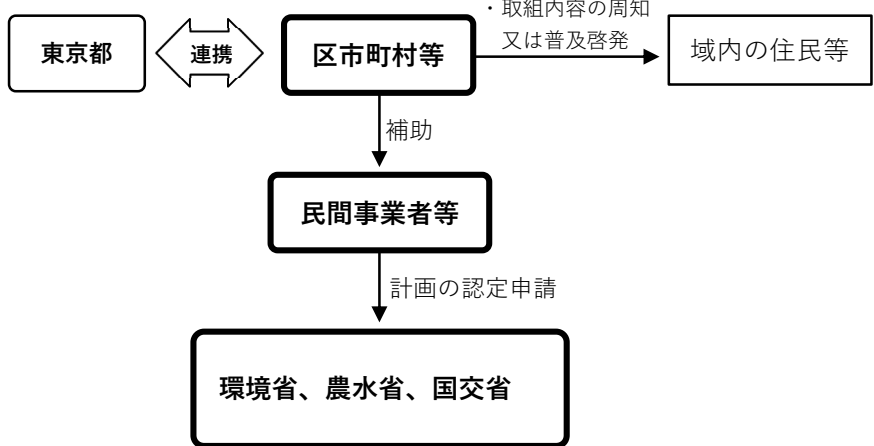 ・取組内容の周知
又は普及啓発
東京都
連携
区市町村等
域内の住民等
補助
民間事業者等
計画の認定申請
環境省、農水省、国交省